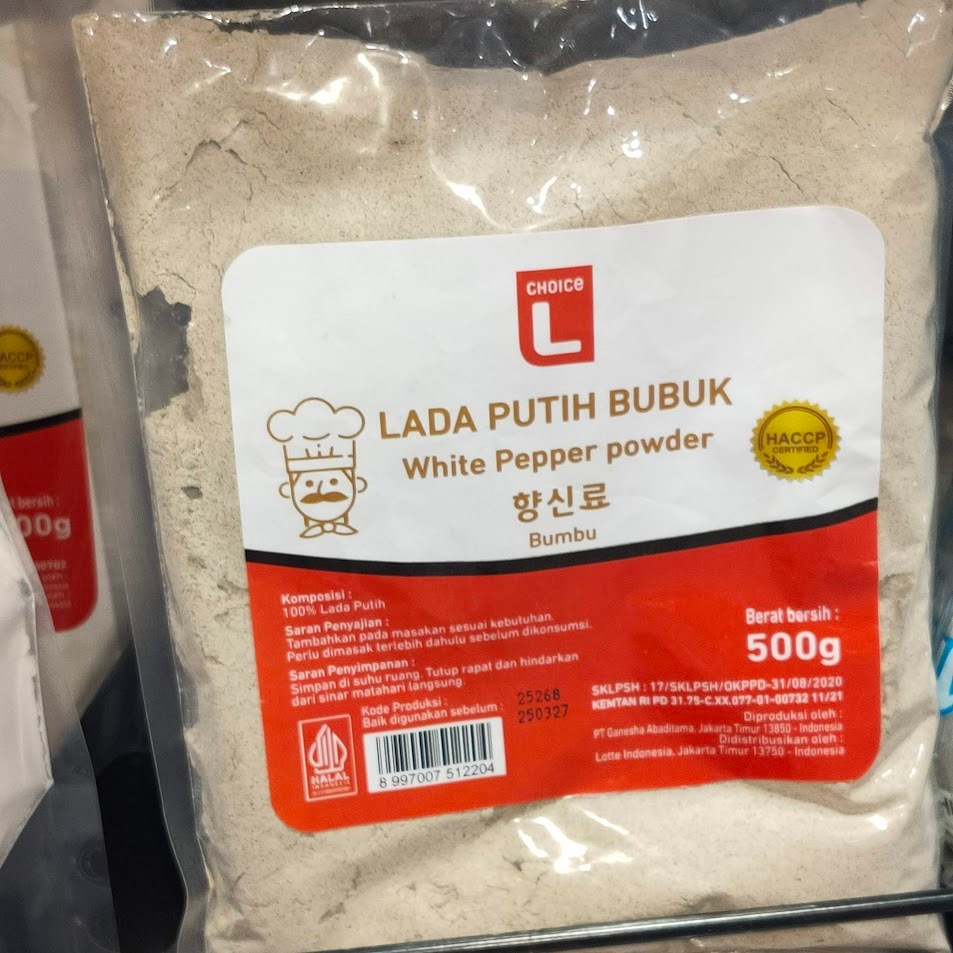 CHOICE
L
LADA PUTIH BUBUK
White Pepper powder
향신료
Bumbu
HACCP
CERTIFIED
Komposisi :
100% Lada Putih
Saran Penyajian :
Tambahkan pada masakan sesuai kebutuhan.
Perlu dimasak terlebih dahulu sebelum dikonsumsi.
Saran Penyimpanan :
Simpan di suhu ruang. Tutup rapat dan hindarkan
dari sinar matahari langsung.
Kode Produksi : 25268
Baik digunakan sebelum : 250327
HALAL
INDONESIA
8 997007 512204
Berat bersih :
500g
SKLPSH : 17/SKLPSH/OKPPD-31/08/2020
KEMTAN RI PD 31.75-C.XX.077-01-00732 11/21
Diproduksi oleh :
PT Ganesha Abaditama, Jakarta Timur 13850 - Indonesia
Didistribusikan oleh :
Lotte Indonesia, Jakarta Timur 13750 - Indonesia
ACCP
bersih :
00g